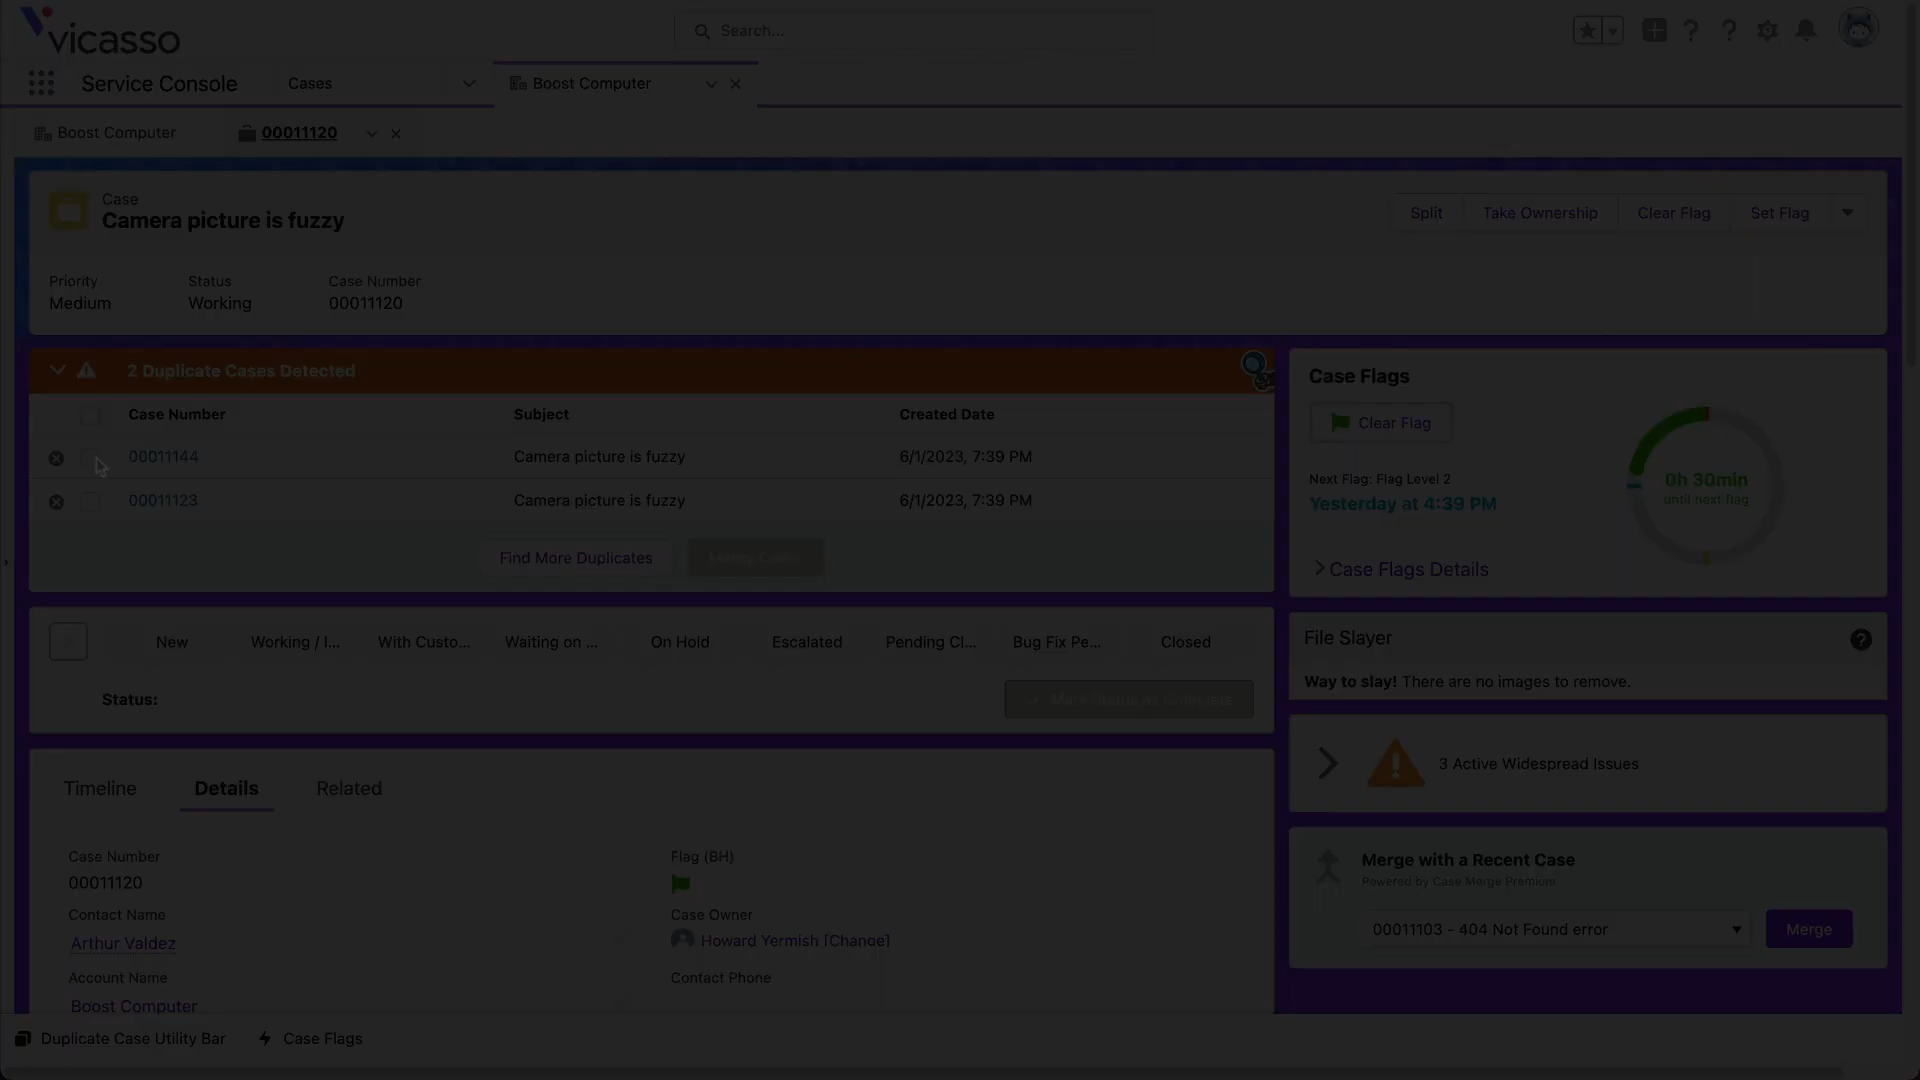 vicasso
Search...
Service Console
Cases
Boost Computer
Boost Computer
00011120
Case
Camera picture is fuzzy
Split
Take Ownership
Clear Flag
Set Flag
Priority
Status
Case Number
Medium
Working
00011120
2 Duplicate Cases Detected
Case Number
Subject
Created Date
00011144
Camera picture is fuzzy
6/1/2023, 7:39 PM
00011123
Camera picture is fuzzy
6/1/2023, 7:39 PM
Find More Duplicates
Merge Cases
New
Working / I...
With Custo...
Waiting on ...
On Hold
Escalated
Pending Cl...
Bug Fix Pe...
Closed
Status:
Mark Status as Complete
Timeline
Details
Related
Case Number
00011120
Flag (BH)
Contact Name
Arthur Valdez
Case Owner
Howard Yermish [Change]
Account Name
Boost Computer
Contact Phone
Case Flags
Clear Flag
Next Flag: Flag Level 2
Yesterday at 4:39 PM
0h 30min
until next flag
Case Flags Details
File Slayer
Way to slay! There are no images to remove.
3 Active Widespread Issues
Merge with a Recent Case
Powered by Case Merge Premium
00011103 - 404 Not Found error
Merge
Duplicate Case Utility Bar
Case Flags